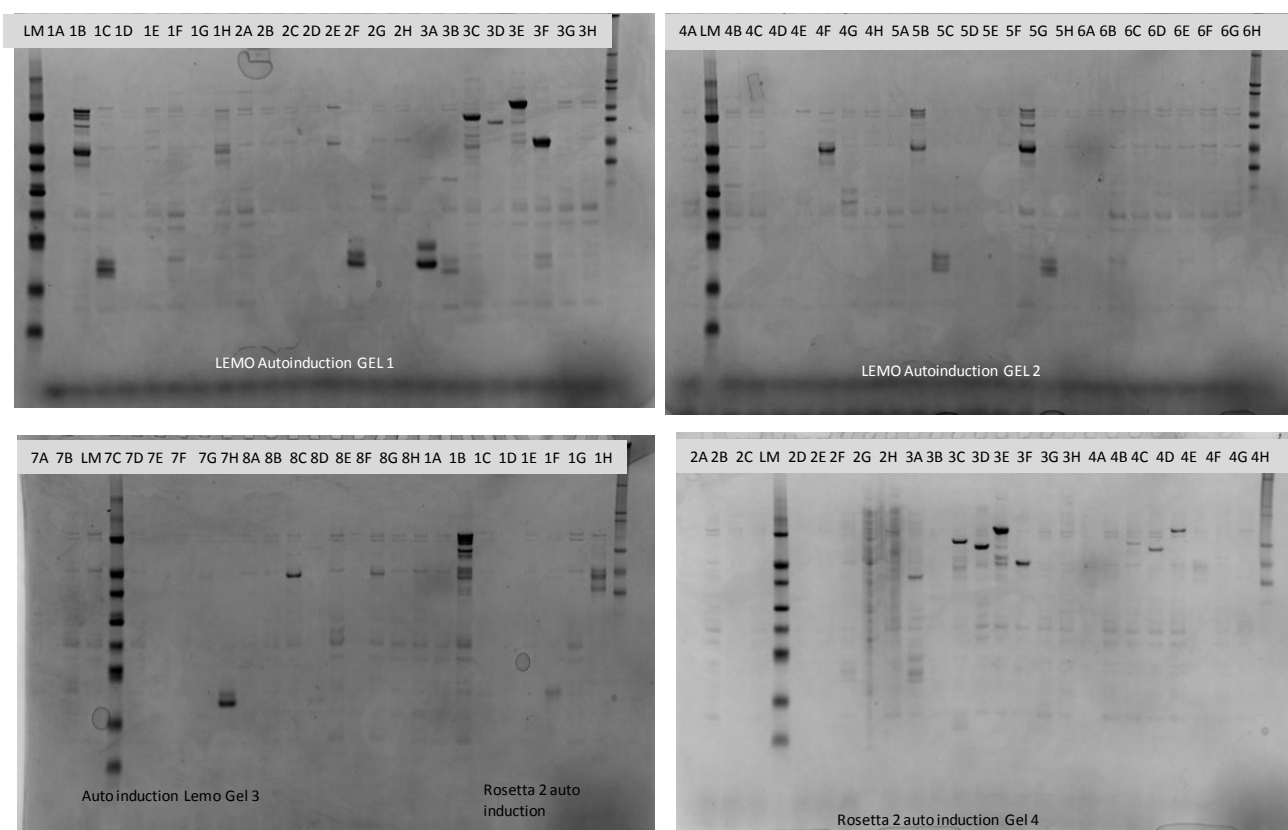 LM 1A 1B 1C 1D 1E 1F 1G 1H 2A 2B 2C 2D 2E 2F 2G 2H 3A 3B 3C 3D 3E 3F 3G 3H
LEMO Autoinduction GEL 1
4A LM 4B 4C 4D 4E 4F 4G 4H 5A 5B 5C 5D 5E 5F 5G 5H 6A 6B 6C 6D 6E 6F 6G 6H
LEMO Autoinduction GEL 2
7A 7B LM 7C 7D 7E 7F 7G 7H 8A 8B 8C 8D 8E 8F 8G 8H 1A 1B 1C 1D 1E 1F 1G 1H
Auto induction Lemo Gel 3
Rosetta 2 auto
induction
2A 2B 2C LM 2D 2E 2F 2G 2H 3A 3B 3C 3D 3E 3F 3G 3H 4A 4B 4C 4D 4E 4F 4G 4H
Rosetta 2 auto induction Gel 4